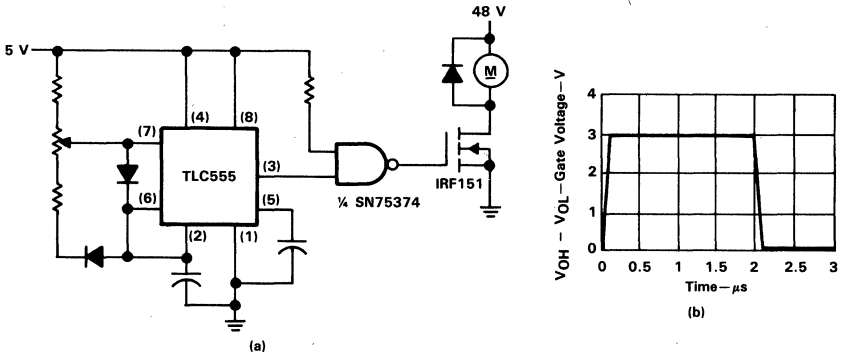 48 V
5 V
M
(4)
(8)
(7)
TLC555
(3)
(6)
(5)
(2)
(1)
¼ SN75374
IRF151
(a)
VOH – VOL – Gate Voltage – V
4
3
2
1
0
0 0.5 1 1.5 2 2.5 3
Time – μs
(b)